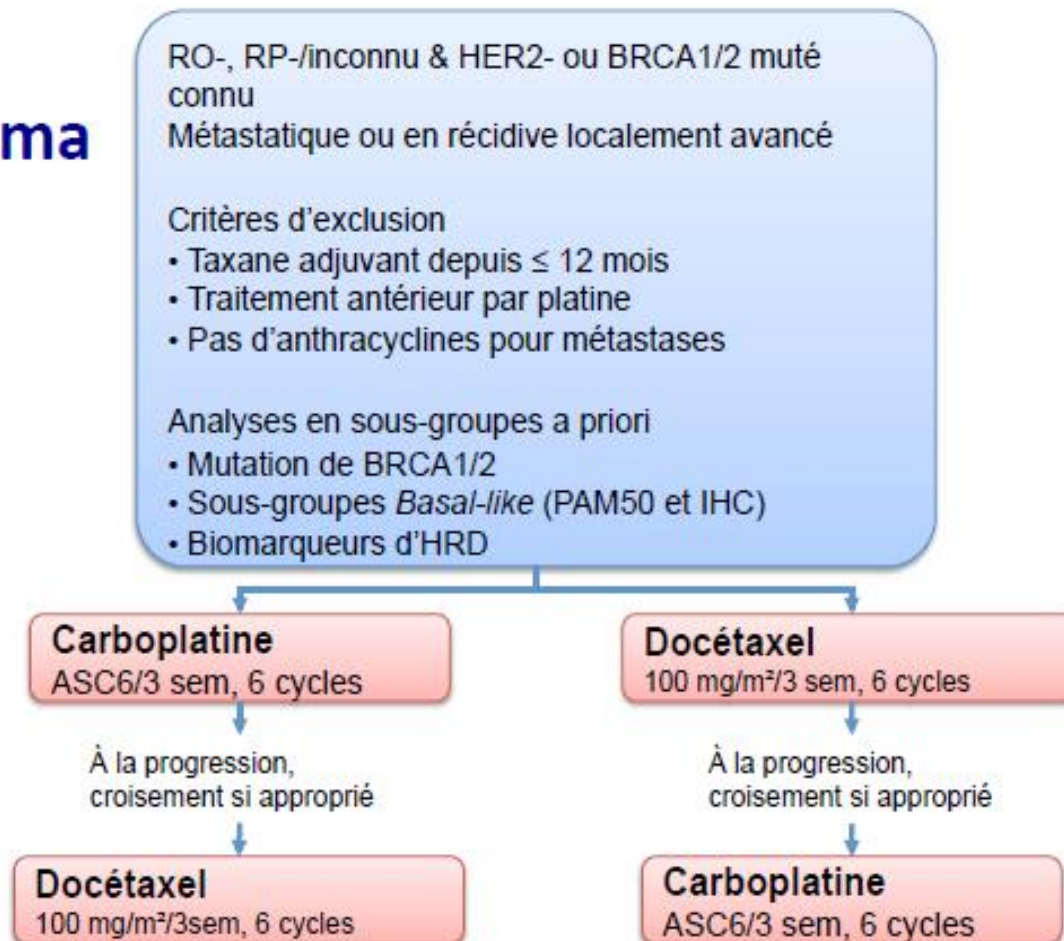 ma
RO-, RP-/inconnu & HER2- ou BRCA1/2 muté
connu
Métastatique ou en récidive localement avancé
Critères d'exclusion
• Taxane adjuvant depuis ≤ 12 mois
• Traitement antérieur par platine
• Pas d'anthracyclines pour métastases
Analyses en sous-groupes a priori
• Mutation de BRCA1/2
• Sous-groupes Basal-like (PAM50 et IHC)
• Biomarqueurs d'HRD
Carboplatine
ASC6/3 sem, 6 cycles
Docétaxel
100 mg/m²/3 sem, 6 cycles
À la progression,
croisement si approprié
À la progression,
croisement si approprié
Docétaxel
100 mg/m²/3sem, 6 cycles
Carboplatine
ASC6/3 sem, 6 cycles